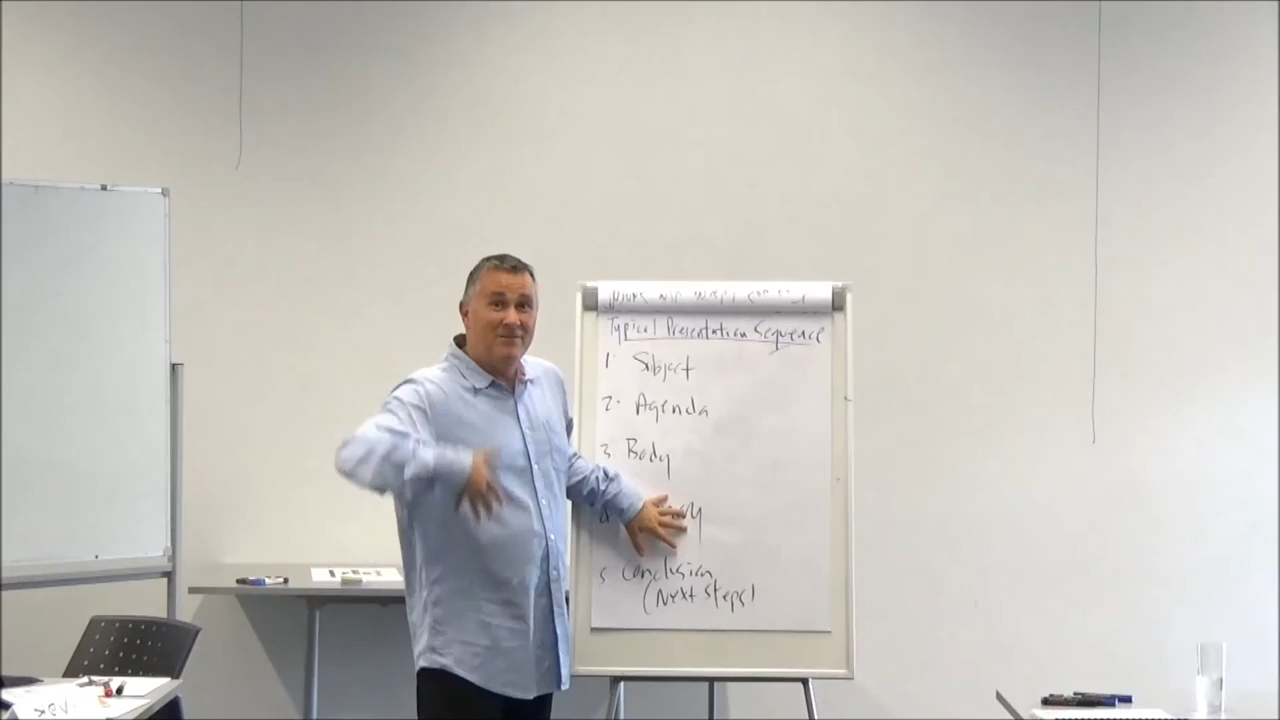 Typical Presentation Sequence
1. Subject
2. Agenda
3. Body
5 Conclusion
(Next steps)